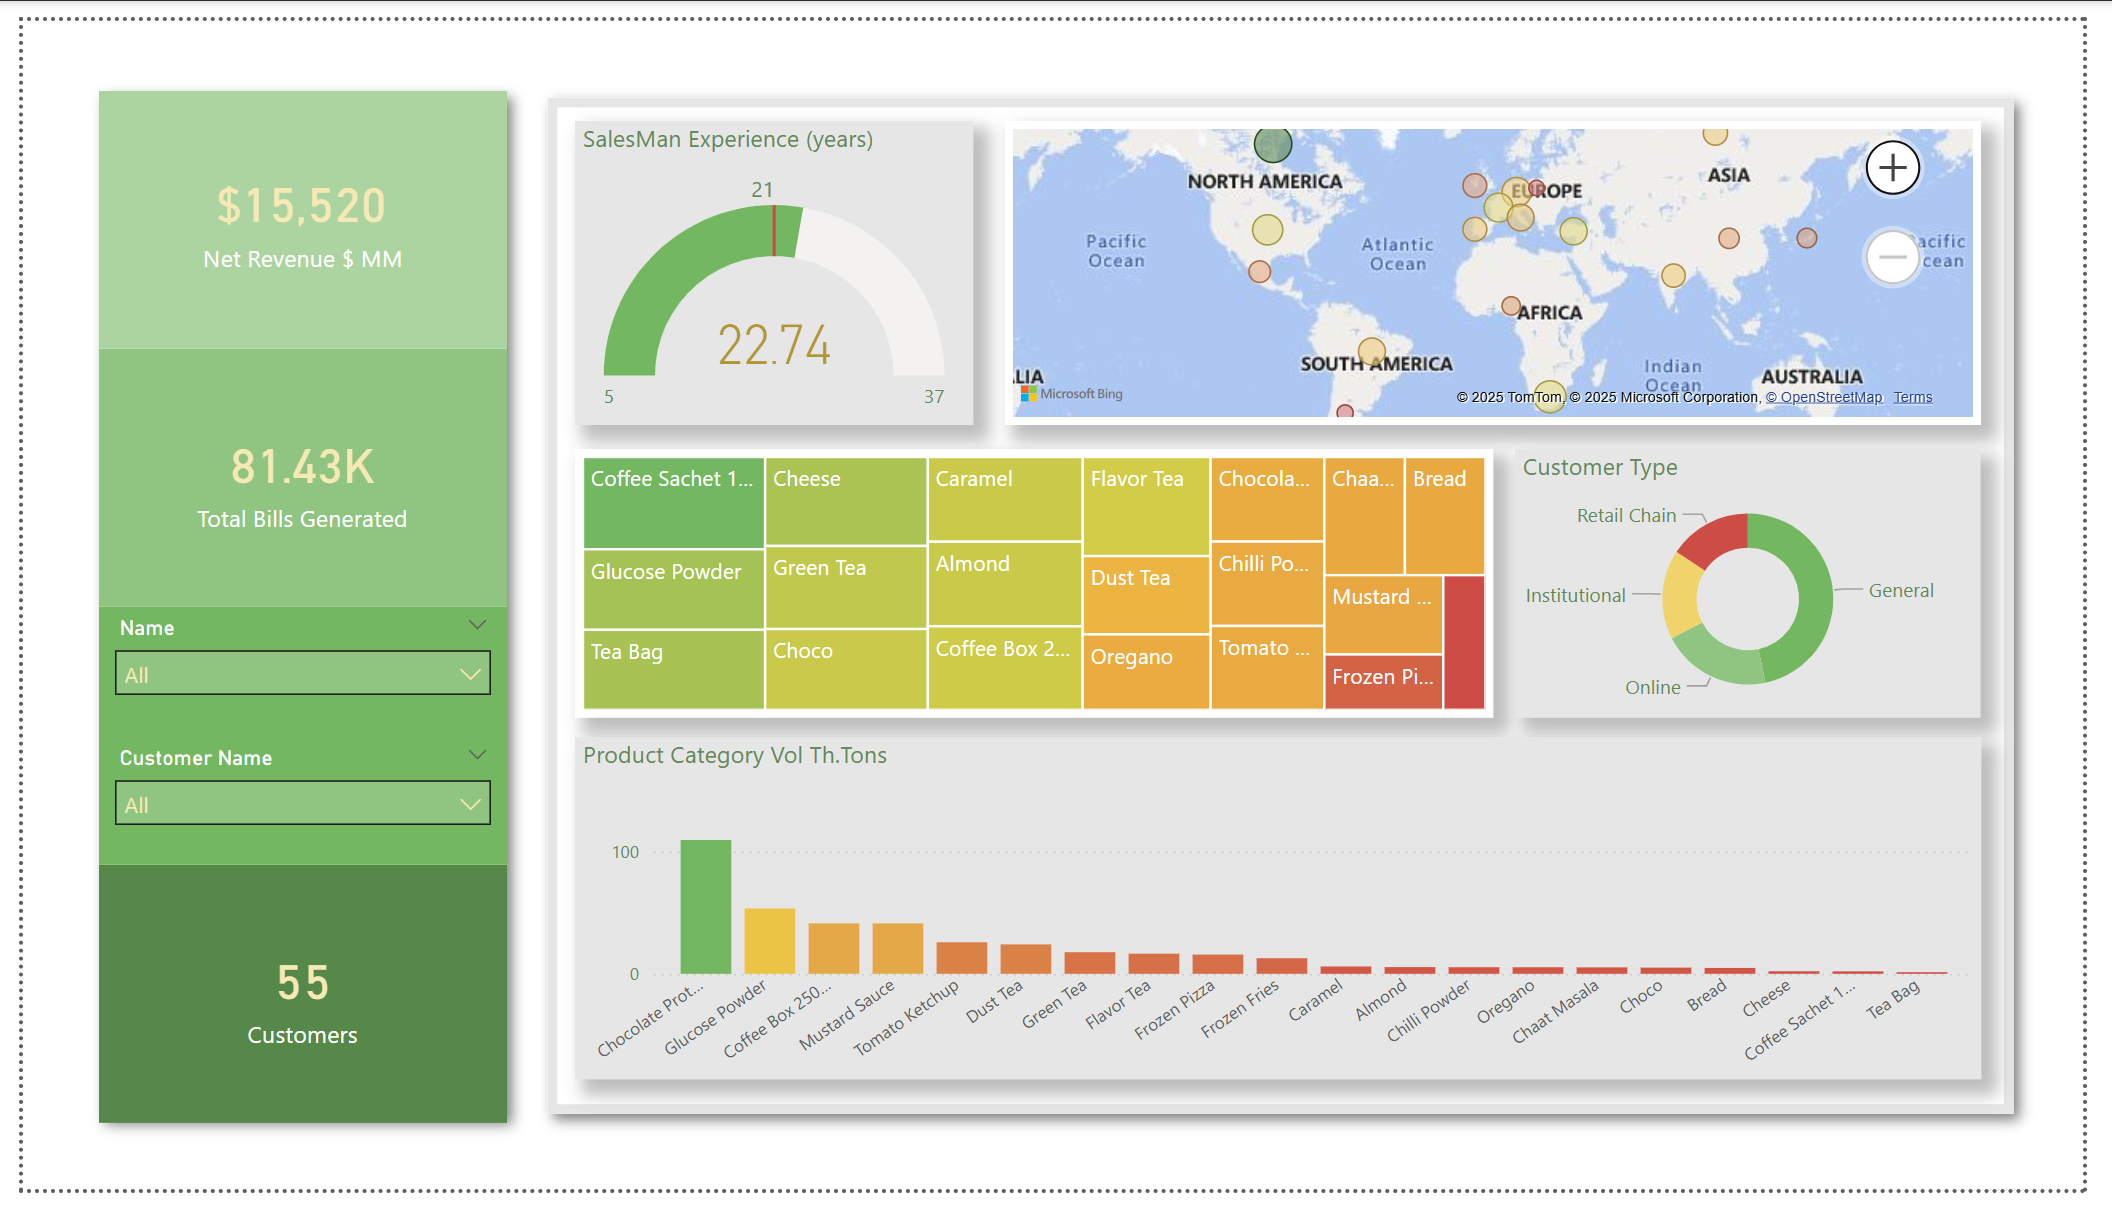 $15,520
Net Revenue $ MM
81.43K
Total Bills Generated
Name
All
Customer Name
All
55
Customers
SalesMan Experience (years)
21
22.74
5
37
NORTH AMERICA
EUROPE
ASIA
Pacific
Ocean
Atlantic
Ocean
acific
cean
AFRICA
SOUTH AMERICA
Indian
Ocean
AUSTRALIA
LIA
Microsoft Bing
© 2025 TomTom, © 2025 Microsoft Corporation, © OpenStreetMap Terms
Coffee Sachet 1...
Glucose Powder
Tea Bag
Cheese
Green Tea
Choco
Caramel
Almond
Coffee Box 2...
Flavor Tea
Dust Tea
Oregano
Chocola...
Chilli Po...
Tomato ...
Chaa...
Bread
Mustard ...
Frozen Pi...
Customer Type
Retail Chain
General
Institutional
Online
Product Category Vol Th.Tons
100
0
Chocolate Prot...
Glucose Powder
Coffee Box 250...
Mustard Sauce
Tomato Ketchup
Dust Tea
Green Tea
Flavor Tea
Frozen Pizza
Frozen Fries
Caramel
Almond
Chilli Powder
Oregano
Chaat Masala
Choco
Bread
Cheese
Coffee Sachet 1...
Tea Bag